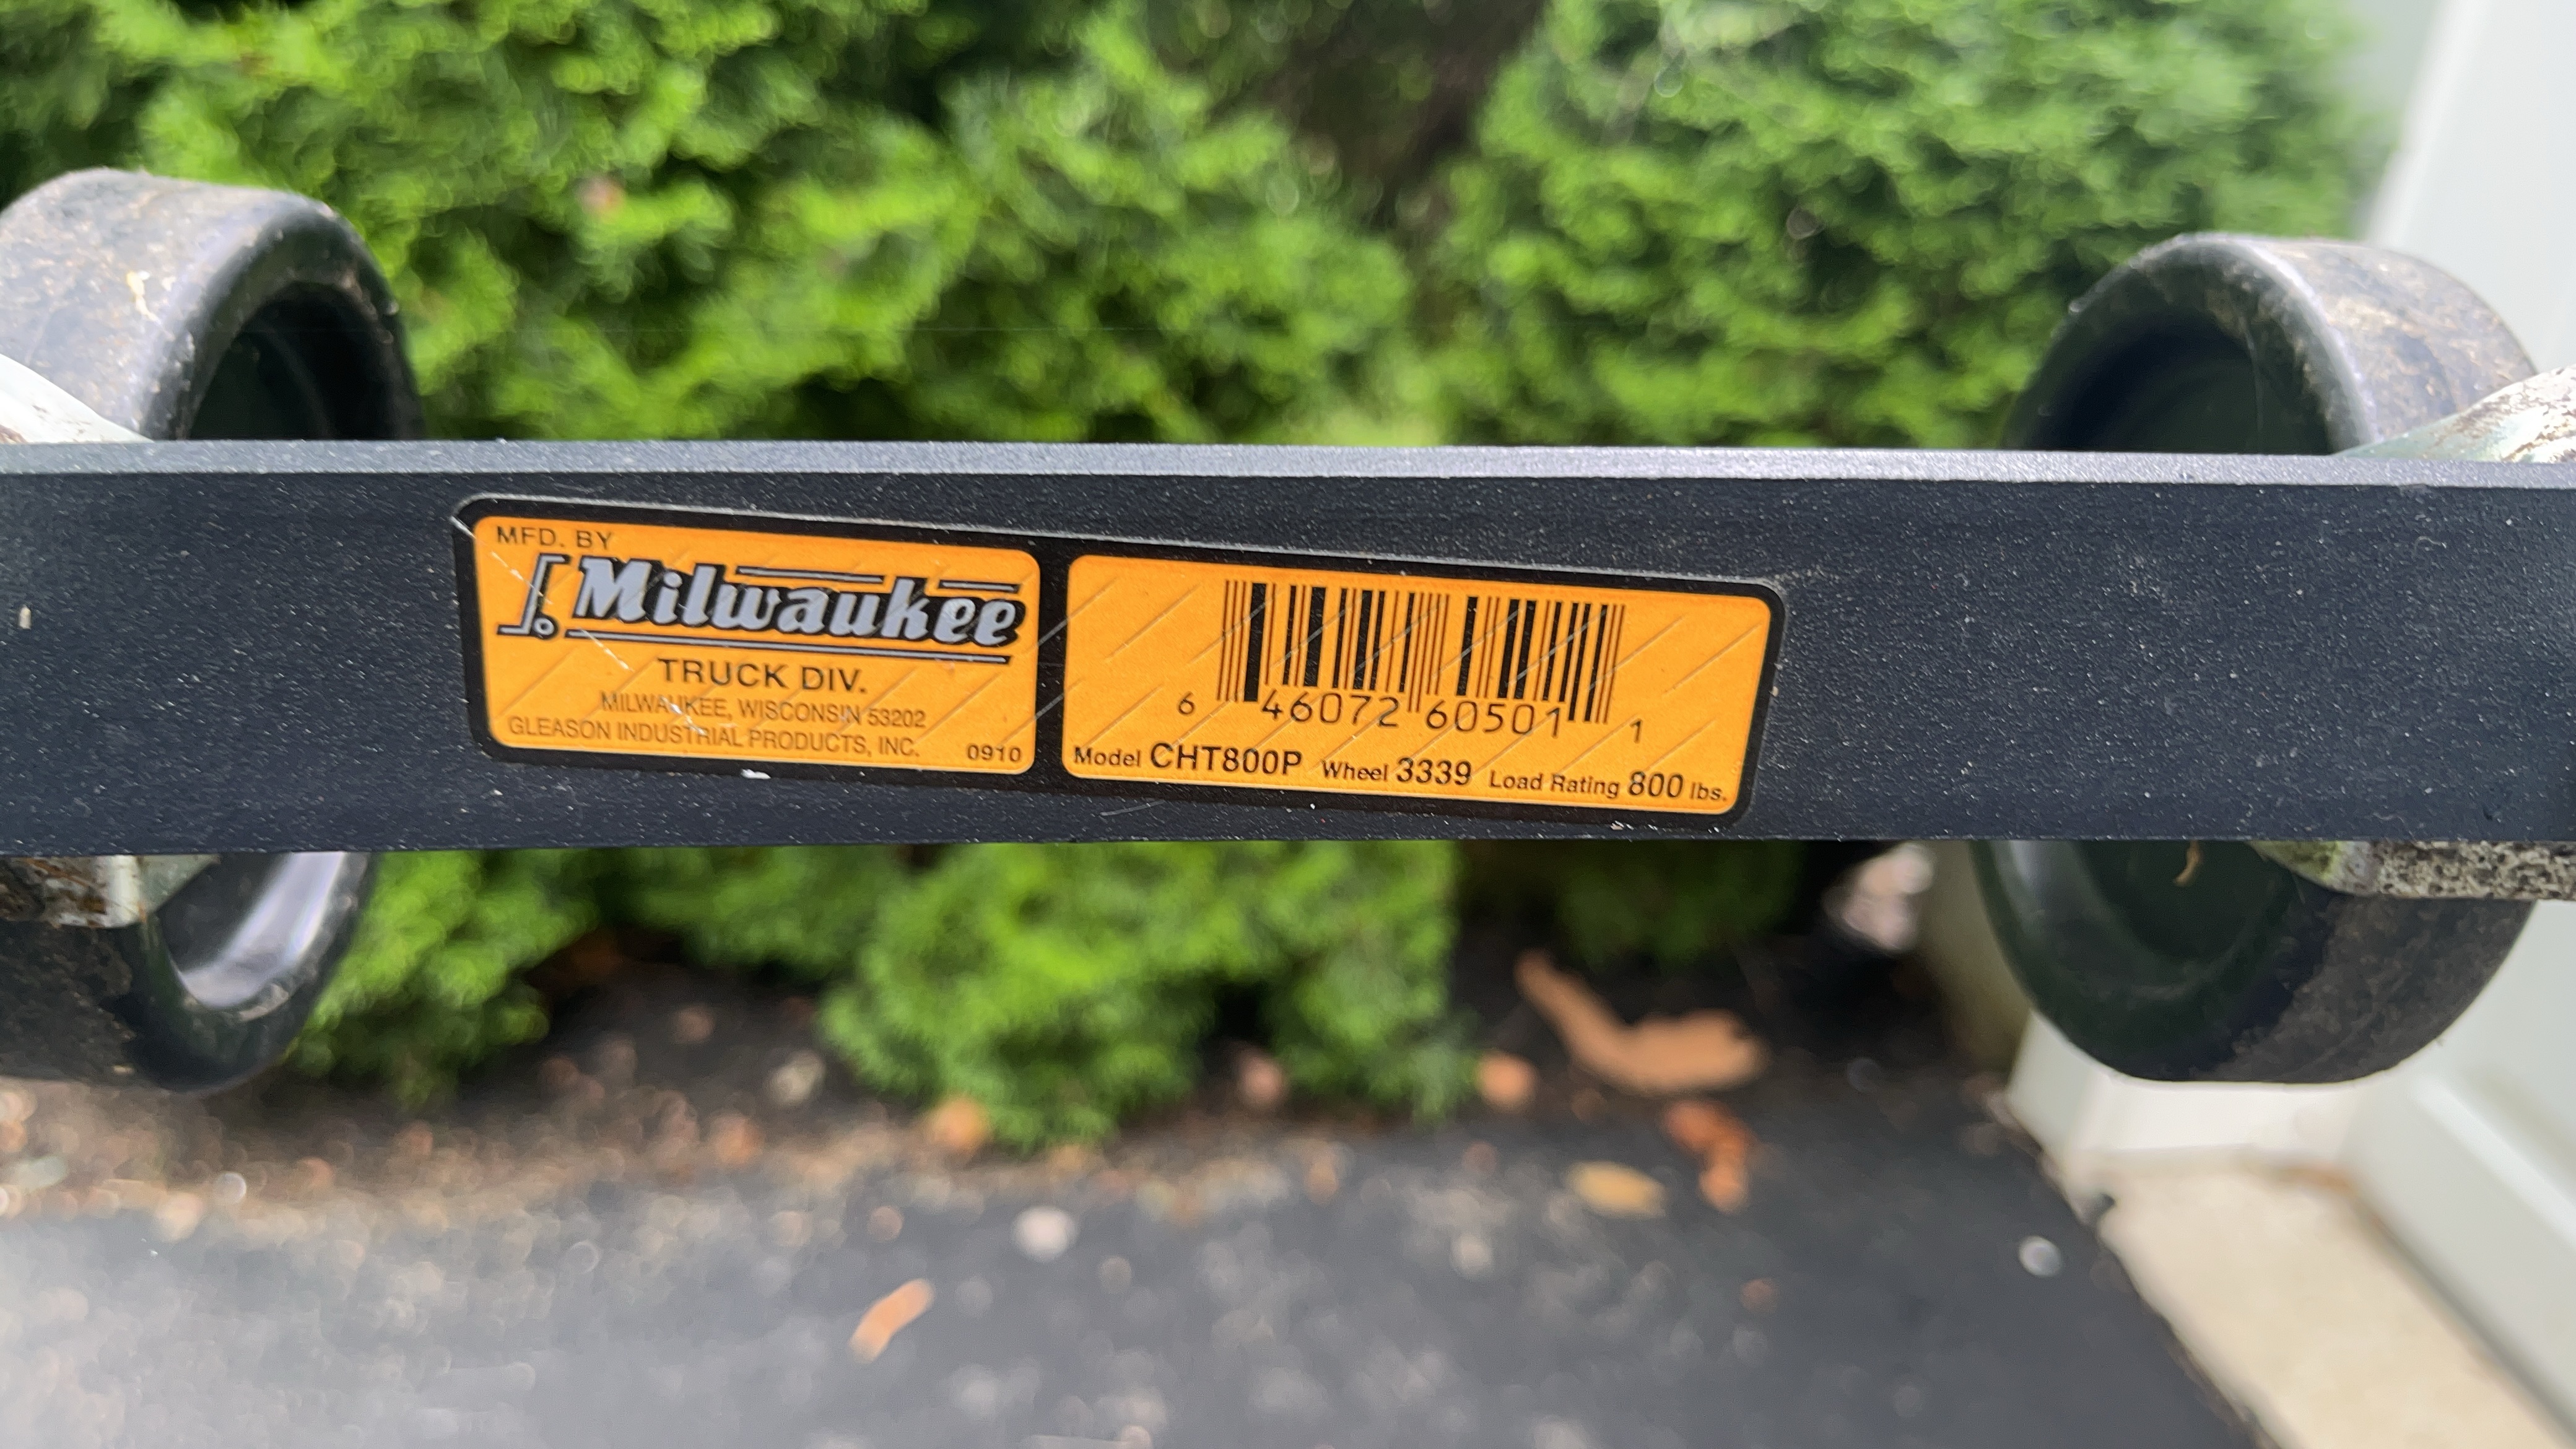 MFD. BY
Milwaukee
TRUCK DIV.
MILWAUKEE, WISCONSIN 53202
GLEASON INDUSTRIAL PRODUCTS, INC. 0910
6 46072 60501 1
Model CHT800P Wheel 3339 Load Rating 800 lbs.